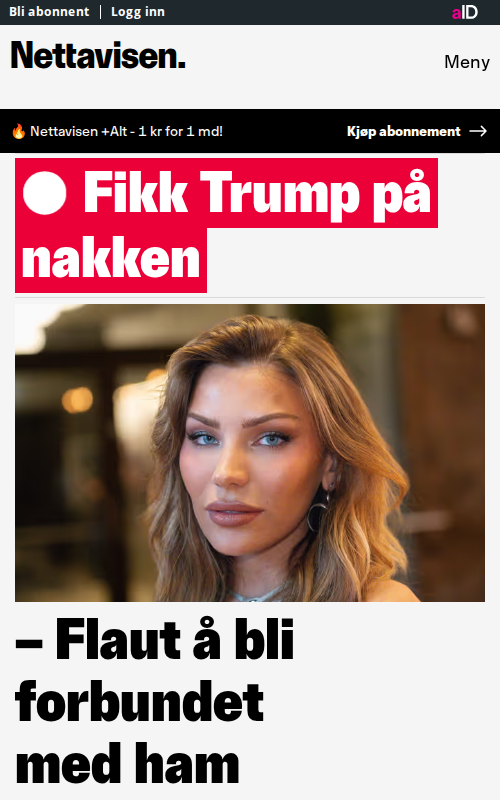 Bli abonnent | Logg inn aID
Nettavisen.
Meny
🔥 Nettavisen +Alt - 1 kr for 1 md! Kjøp abonnement →
Fikk Trump på
nakken
– Flaut å bli
forbundet
med ham